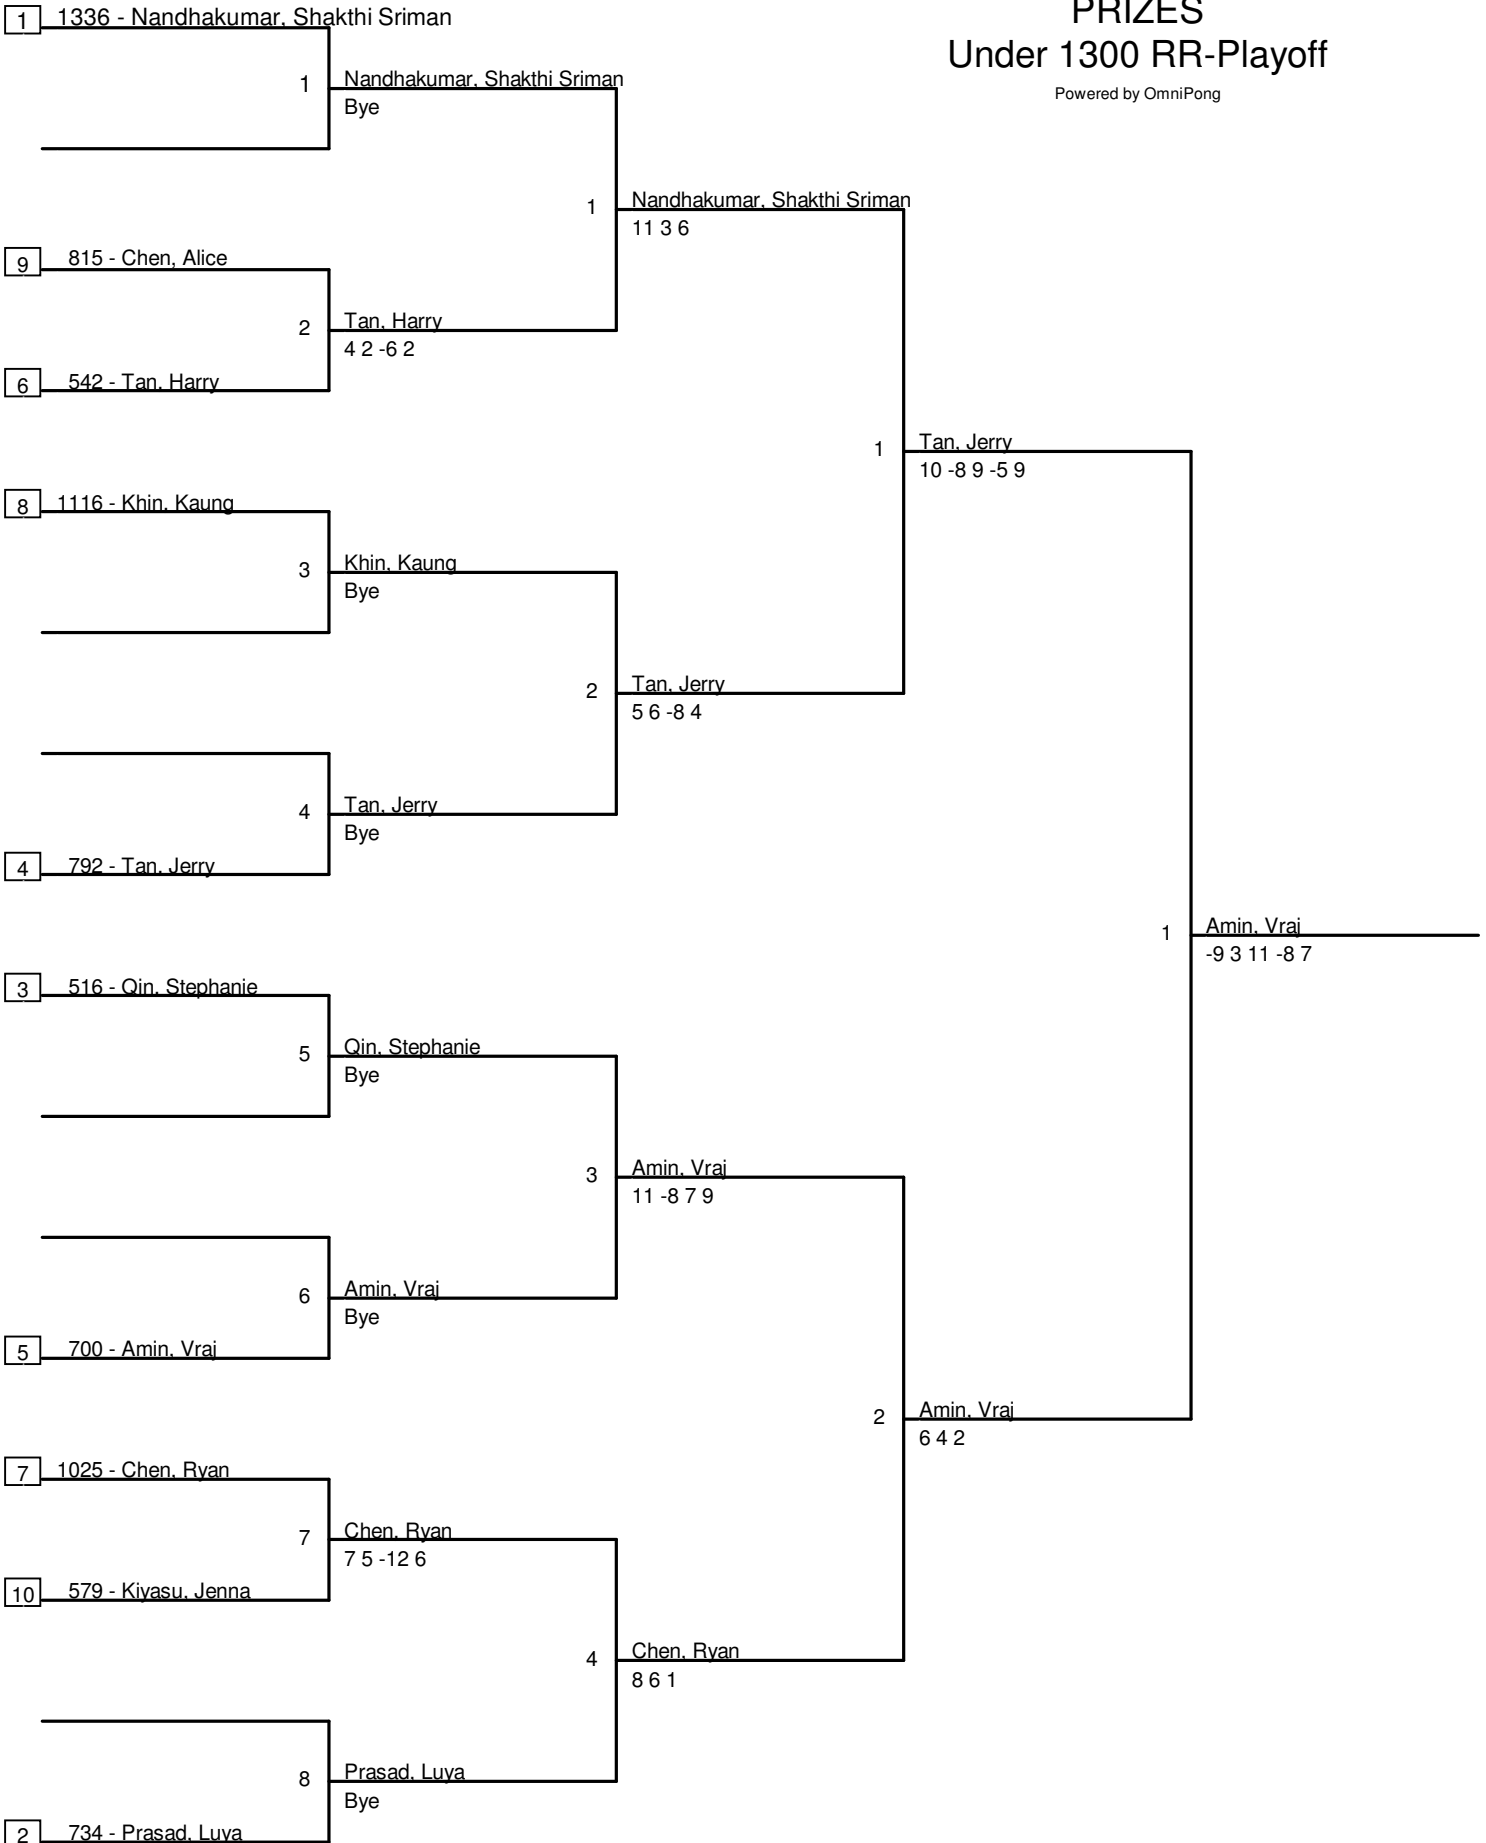 PRIZES
Under 1300 RR-Playoff
Powered by OmniPong
1 1336 - Nandhakumar, Shakthi Sriman
1 Nandhakumar, Shakthi Sriman
Bye
1 Nandhakumar, Shakthi Sriman
11 3 6
9 815 - Chen, Alice
2 Tan, Harry
4 2 -6 2
6 542 - Tan, Harry
1 Tan, Jerry
10 -8 9 -5 9
8 1116 - Khin, Kaung
3 Khin, Kaung
Bye
2 Tan, Jerry
5 6 -8 4
4 Tan, Jerry
Bye
4 792 - Tan, Jerry
1 Amin, Vraj
-9 3 11 -8 7
3 516 - Qin, Stephanie
5 Qin, Stephanie
Bye
3 Amin, Vraj
11 -8 7 9
6 Amin, Vraj
Bye
5 700 - Amin, Vraj
2 Amin, Vraj
6 4 2
7 1025 - Chen, Ryan
7 Chen, Ryan
7 5 -12 6
10 579 - Kiyasu, Jenna
4 Chen, Ryan
8 6 1
8 Prasad, Luya
Bye
2 734 - Prasad, Luya